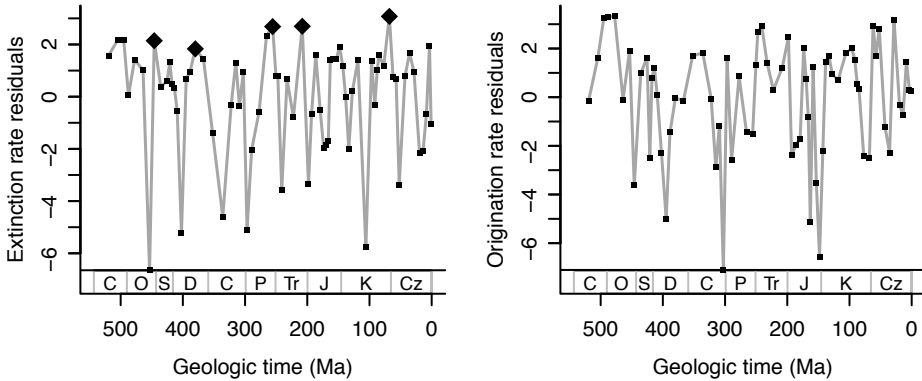 Extinction rate residuals
2
0
−2
−4
−6
C O S D C P Tr J K Cz
500 400 300 200 100 0
Geologic time (Ma)
Origination rate residuals
2
0
−2
−4
−6
C O S D C P Tr J K Cz
500 400 300 200 100 0
Geologic time (Ma)